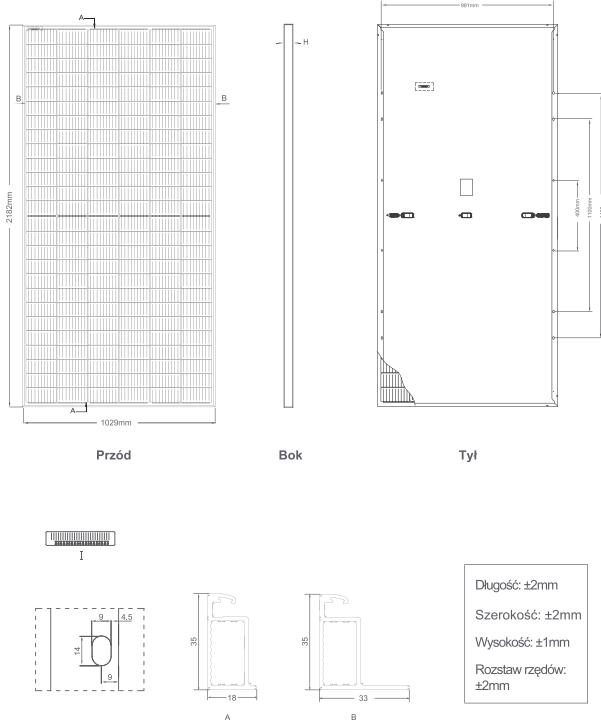 A
981mm
H
B
B
2182mm
400mm
1100mm
A
1029mm
Przód
Bok
Tył
I
9
4,5
14
9
35
18
A
35
33
B
Długość: ±2mm
Szerokość: ±2mm
Wysokość: ±1mm
Rozstaw rzędów:
±2mm